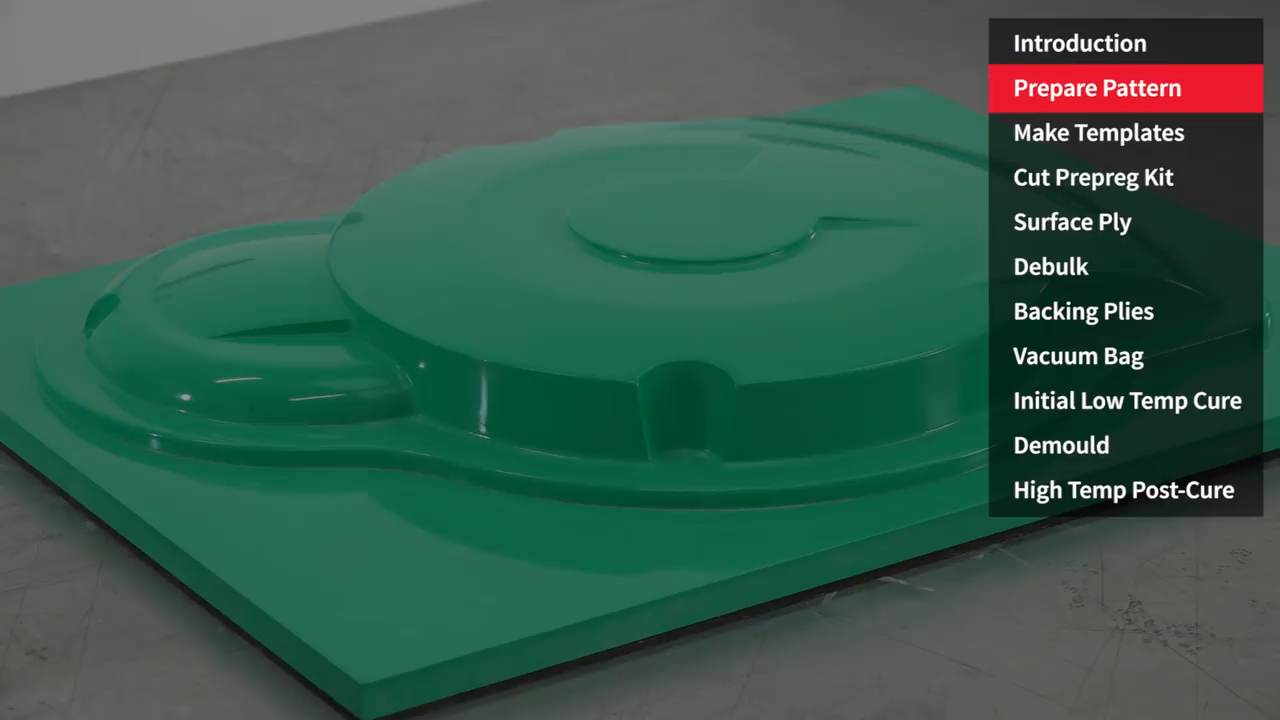 Introduction
Prepare Pattern
Make Templates
Cut Prepreg Kit
Surface Ply
Debulk
Backing Plies
Vacuum Bag
Initial Low Temp Cure
Demould
High Temp Post-Cure